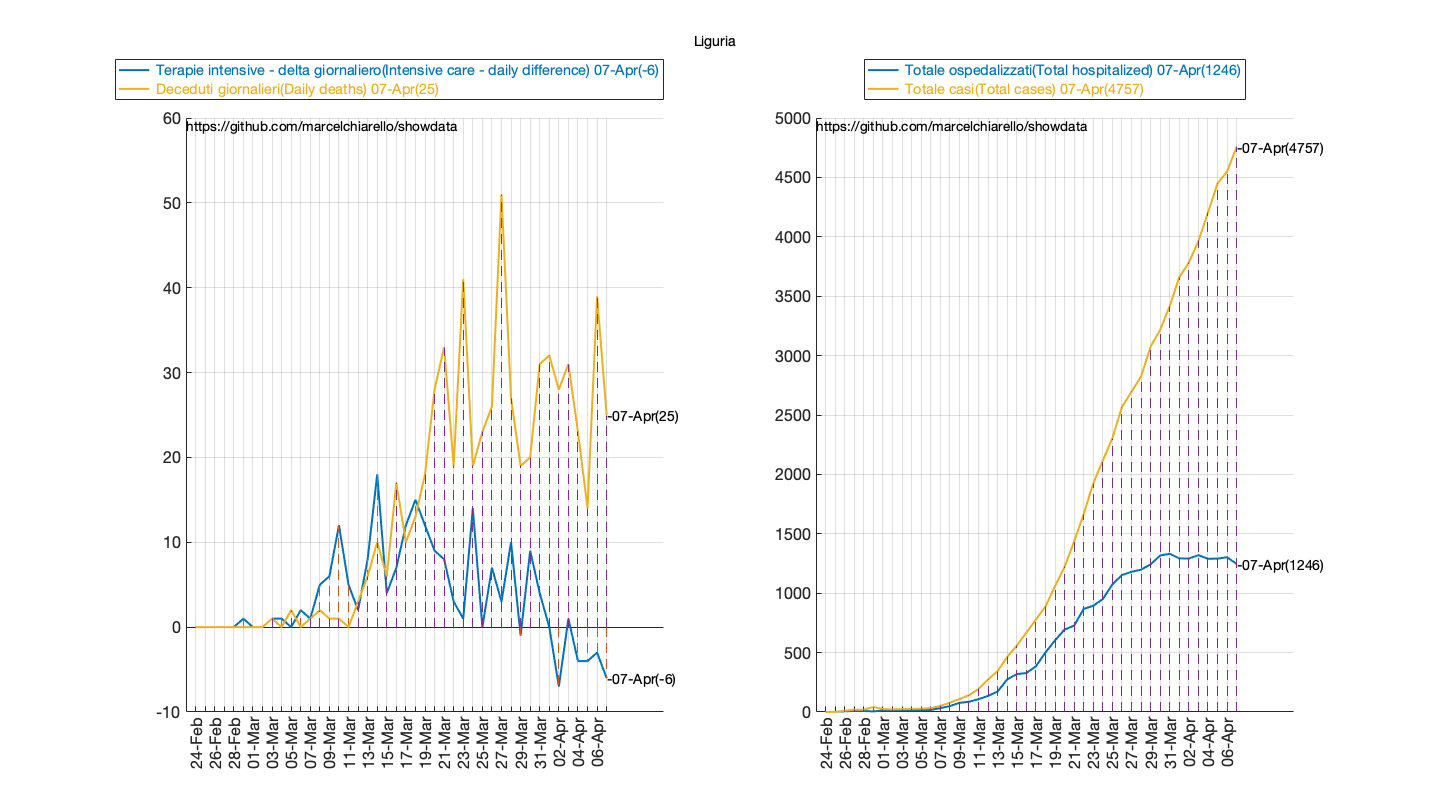 Liguria
Terapie intensive - delta giornaliero(Intensive care - daily difference) 07-Apr(-6)
Deceduti giornalieri(Daily deaths) 07-Apr(25)
https://github.com/marcelchiarello/showdata
60
50
40
30
20
10
0
-10
-07-Apr(25)
-07-Apr(-6)
24-Feb
26-Feb
28-Feb
01-Mar
03-Mar
05-Mar
07-Mar
09-Mar
11-Mar
13-Mar
15-Mar
17-Mar
19-Mar
21-Mar
23-Mar
25-Mar
27-Mar
29-Mar
31-Mar
02-Apr
04-Apr
06-Apr
Totale ospedalizzati(Total hospitalized) 07-Apr(1246)
Totale casi(Total cases) 07-Apr(4757)
https://github.com/marcelchiarello/showdata
5000
4500
4000
3500
3000
2500
2000
1500
1000
500
0
-07-Apr(4757)
-07-Apr(1246)
24-Feb
26-Feb
28-Feb
01-Mar
03-Mar
05-Mar
07-Mar
09-Mar
11-Mar
13-Mar
15-Mar
17-Mar
19-Mar
21-Mar
23-Mar
25-Mar
27-Mar
29-Mar
31-Mar
02-Apr
04-Apr
06-Apr